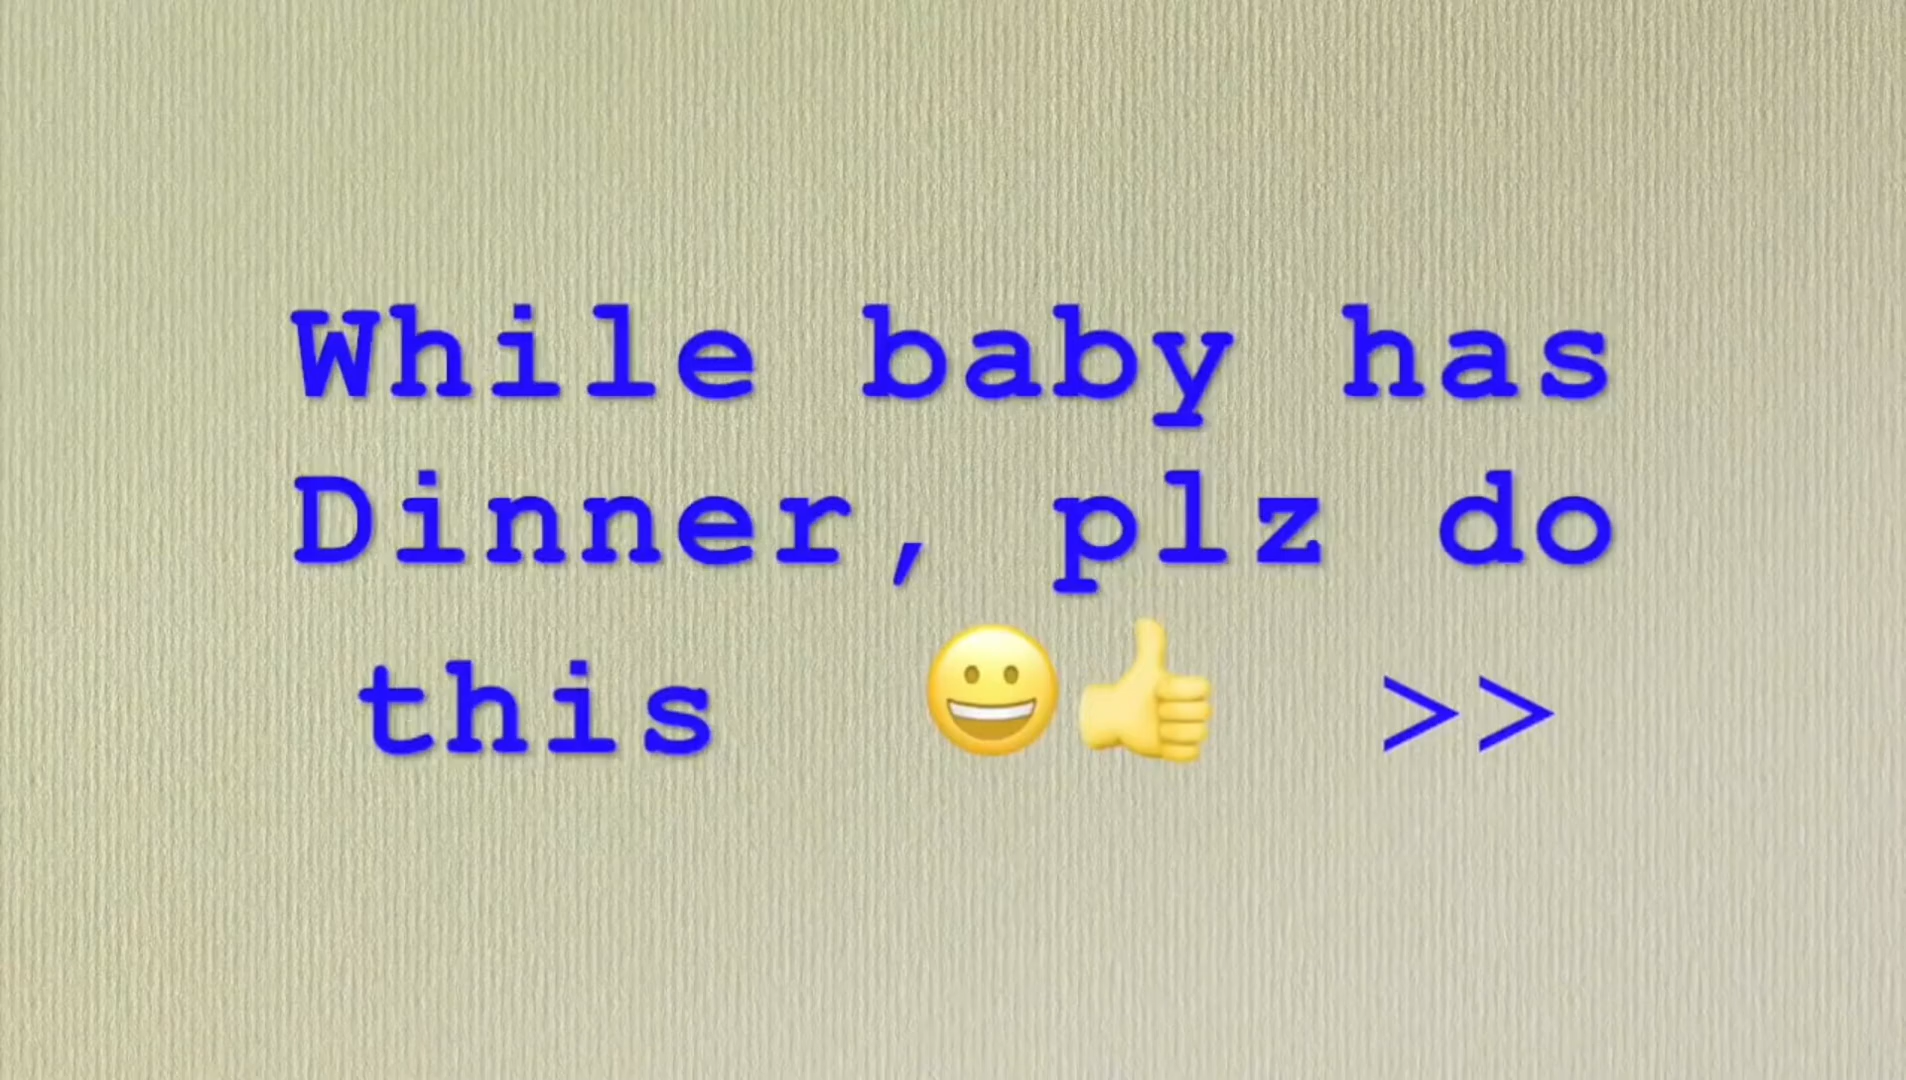 While baby has
Dinner, plz do
this 😀👍 >>